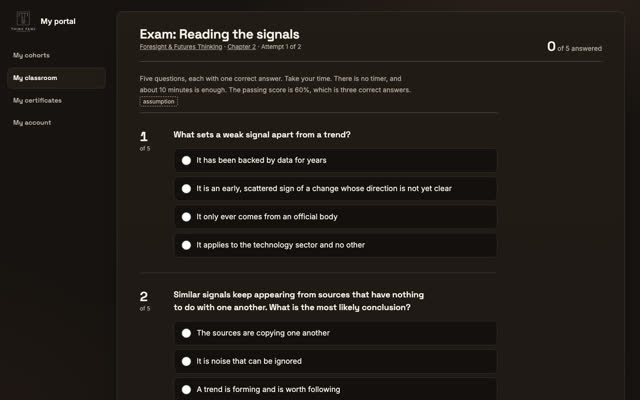 THINK FENS
My portal
My cohorts
My classroom
My certificates
My account
Exam: Reading the signals
Foresight & Futures Thinking · Chapter 2 · Attempt 1 of 2
0 of 5 answered
Five questions, each with one correct answer. Take your time. There is no timer, and
about 10 minutes is enough. The passing score is 60%, which is three correct answers.
assumption
1
of 5
What sets a weak signal apart from a trend?
It has been backed by data for years
It is an early, scattered sign of a change whose direction is not yet clear
It only ever comes from an official body
It applies to the technology sector and no other
2
of 5
Similar signals keep appearing from sources that have nothing
to do with one another. What is the most likely conclusion?
The sources are copying one another
It is noise that can be ignored
A trend is forming and is worth following